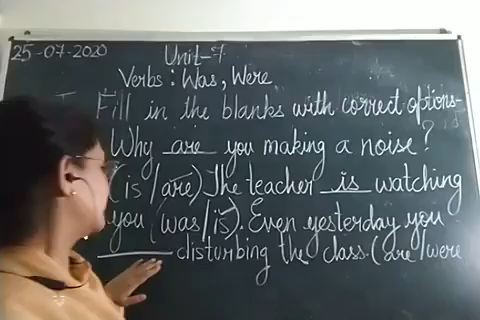 25-07-2020
Unit-7
Verbs : Was, Were
Fill in the blanks with correct options-
Why are you making a noise?
(is/are). The teacher is watching
you (was/is). Even yesterday you
______ disturbing the class. (are/were